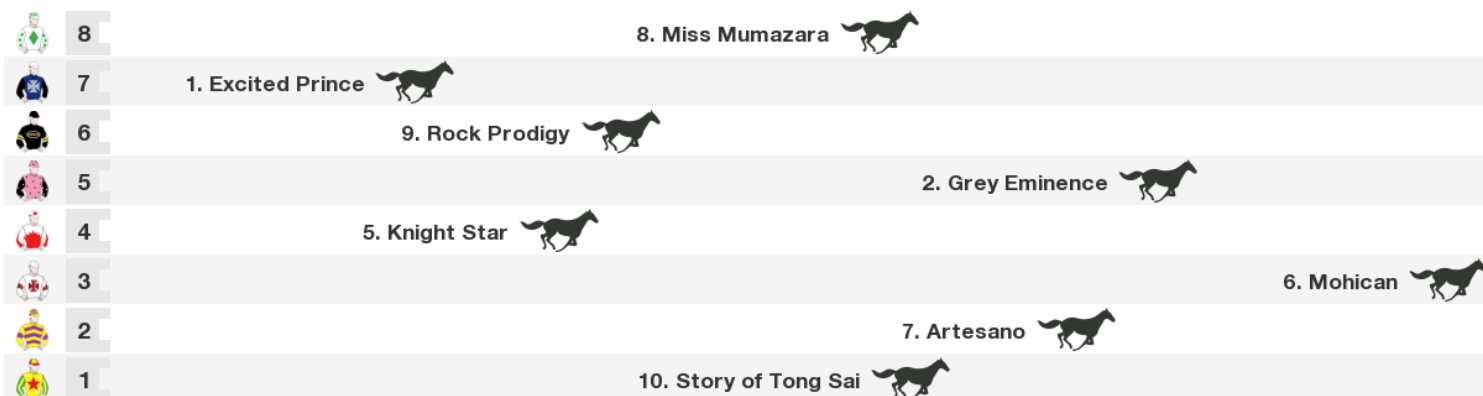 8 8. Miss Mumazara
7 1. Excited Prince
6 9. Rock Prodigy
5 2. Grey Eminence
4 5. Knight Star
3 6. Mohican
2 7. Artesano
1 10. Story of Tong Sai